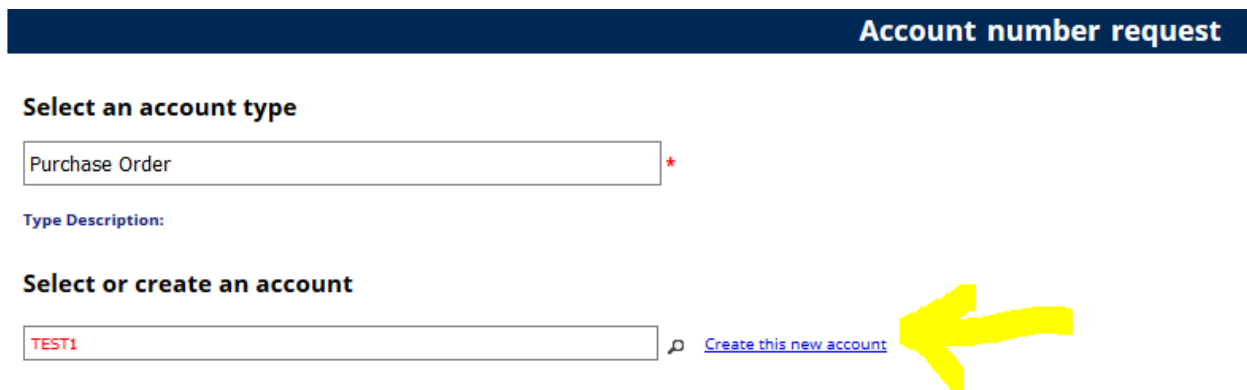 Account number request
Select an account type
Purchase Order *
Type Description:
Select or create an account
TEST1 Create this new account